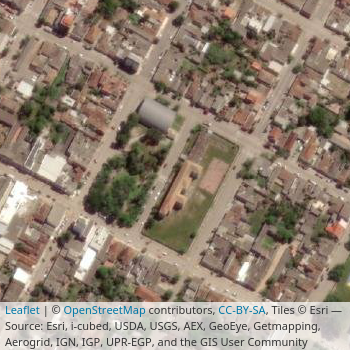 Leaflet | © OpenStreetMap contributors, CC-BY-SA, Tiles © Esri —
Source: Esri, i-cubed, USDA, USGS, AEX, GeoEye, Getmapping,
Aerogrid, IGN, IGP, UPR-EGP, and the GIS User Community